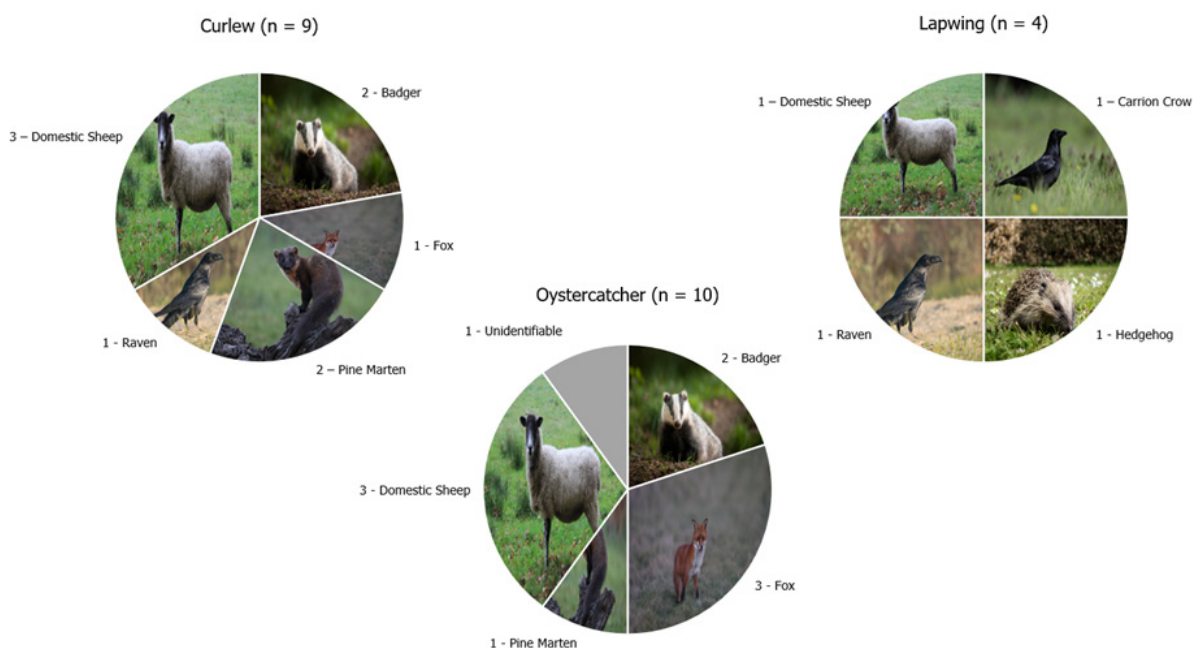 Curlew (n = 9)
2 - Badger
3 – Domestic Sheep
1 - Fox
1 - Raven
2 – Pine Marten
Lapwing (n = 4)
1 – Domestic Sheep
1 – Carrion Crow
1 - Raven
1 - Hedgehog
Oystercatcher (n = 10)
1 - Unidentifiable
2 - Badger
3 - Domestic Sheep
3 - Fox
1 - Pine Marten